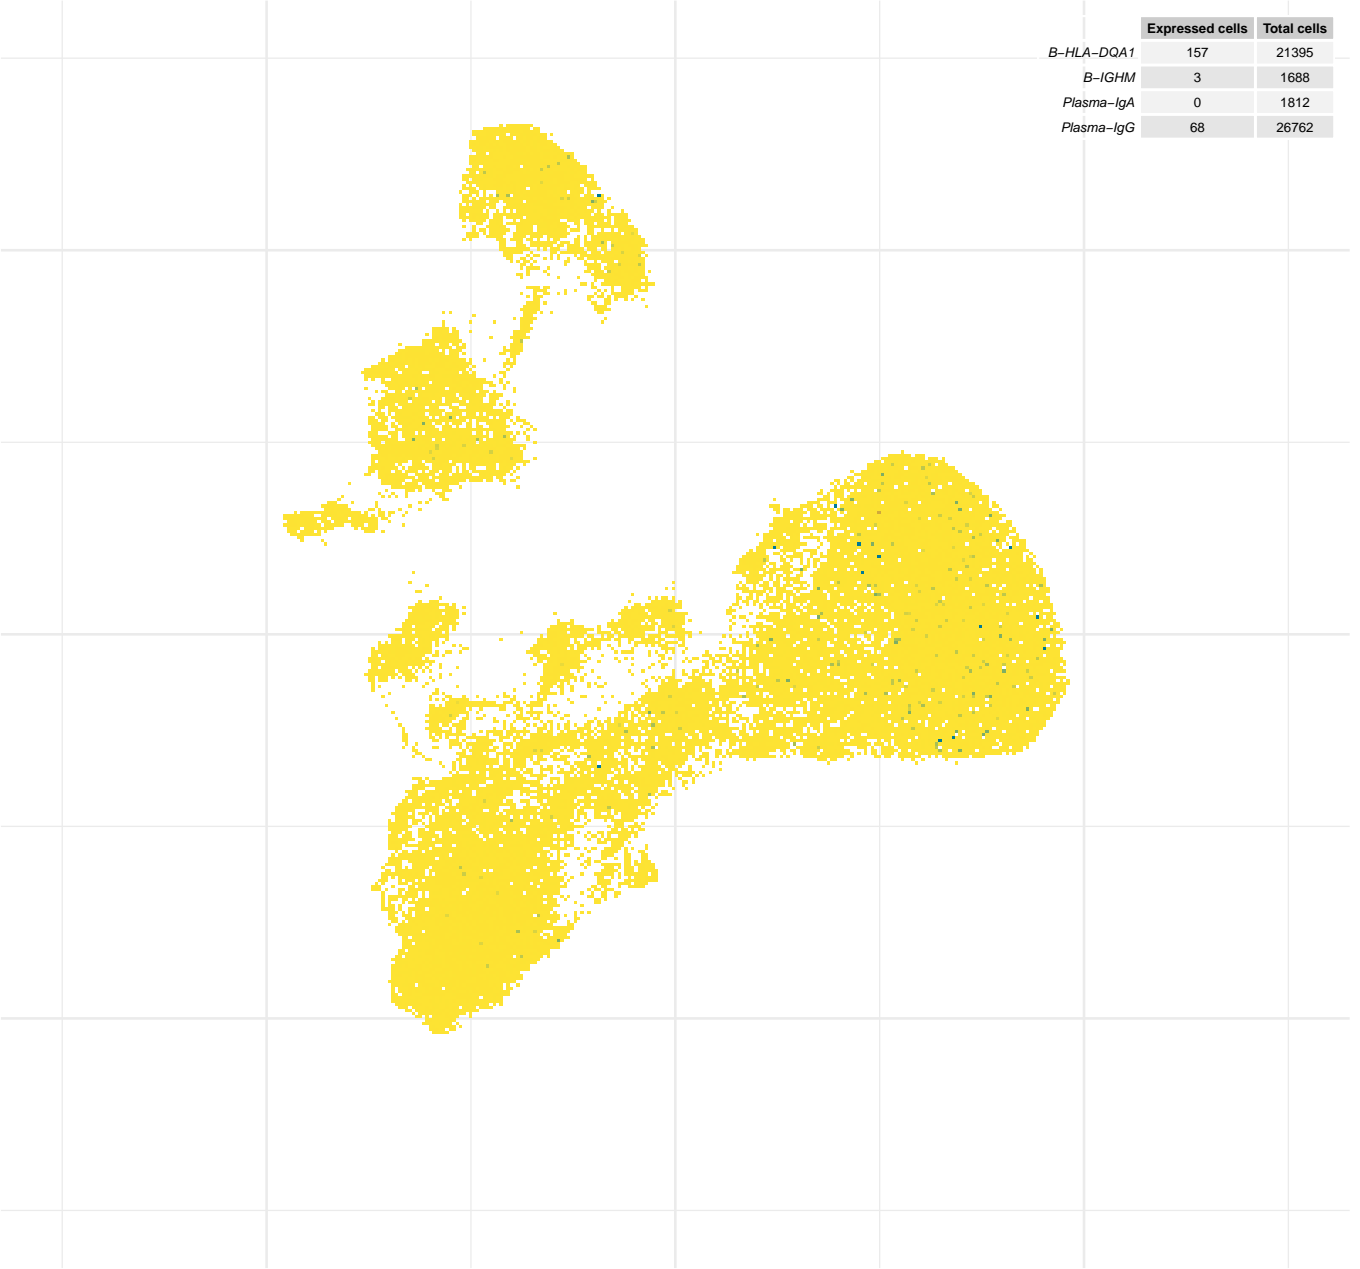 Expressed cells Total cells
B−HLA−DQA1 157 21395
B−IGHM 3 1688
Plasma−IgA 0 1812
Plasma−IgG 68 26762